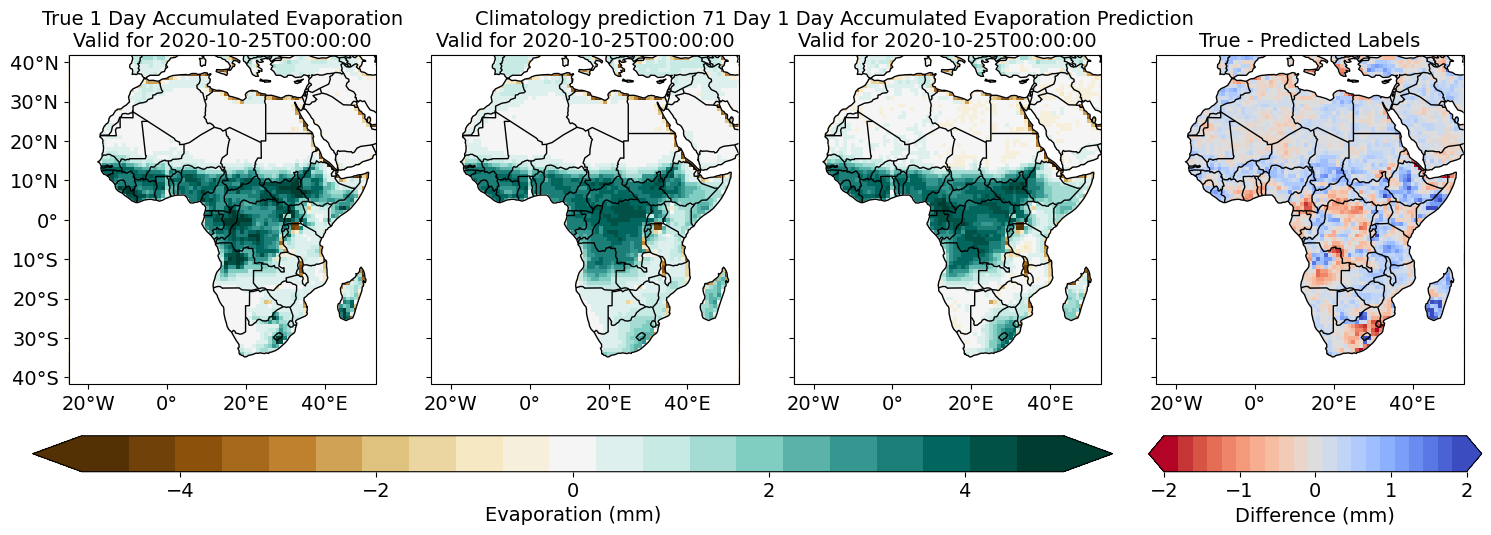 True 1 Day Accumulated Evaporation
Valid for 2020-10-25T00:00:00
Climatology prediction 71 Day 1 Day Accumulated Evaporation Prediction
Valid for 2020-10-25T00:00:00
Valid for 2020-10-25T00:00:00
True - Predicted Labels
40°N
30°N
20°N
10°N
0°
10°S
20°S
30°S
40°S
20°W 0° 20°E 40°E
20°W 0° 20°E 40°E
20°W 0° 20°E 40°E
20°W 0° 20°E 40°E
−4 −2 0 2 4
Evaporation (mm)
−2 −1 0 1 2
Difference (mm)